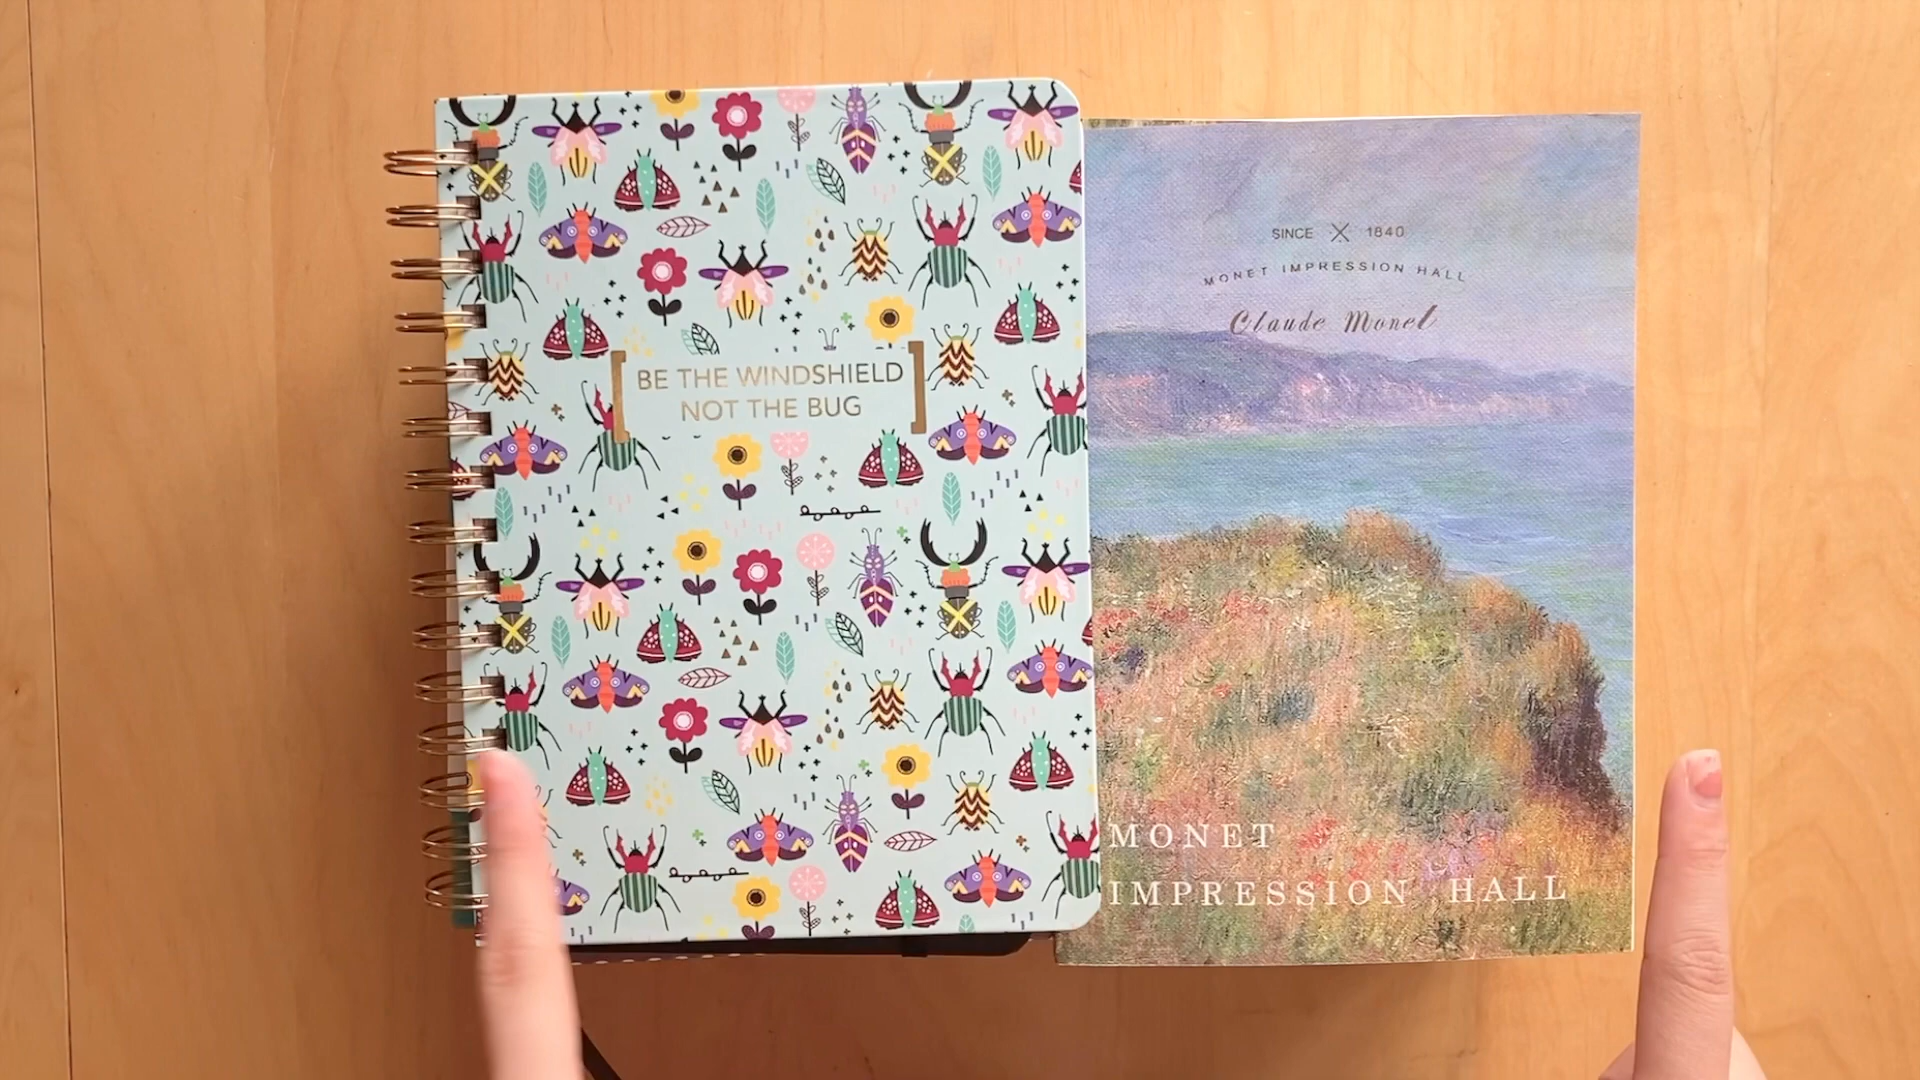 BE THE WINDSHIELD
NOT THE BUG
SINCE 1840
MONET IMPRESSION HALL
Claude Monet
MONET
IMPRESSION HALL